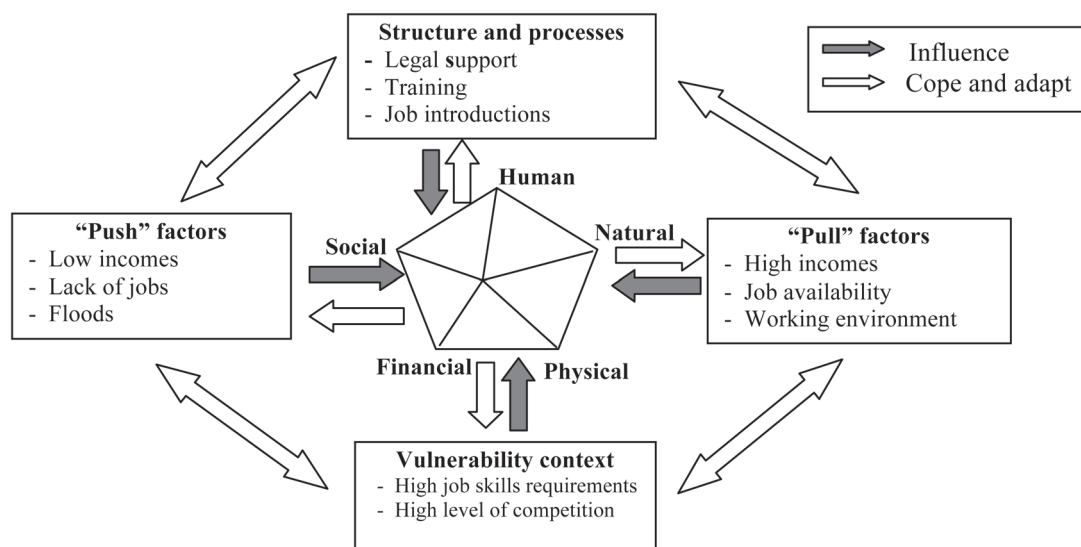 Structure and processes
- Legal support
- Training
- Job introductions
Influence
Cope and adapt
Human
Social
Natural
"Push" factors
- Low incomes
- Lack of jobs
- Floods
"Pull" factors
- High incomes
- Job availability
- Working environment
Financial
Physical
Vulnerability context
- High job skills requirements
- High level of competition